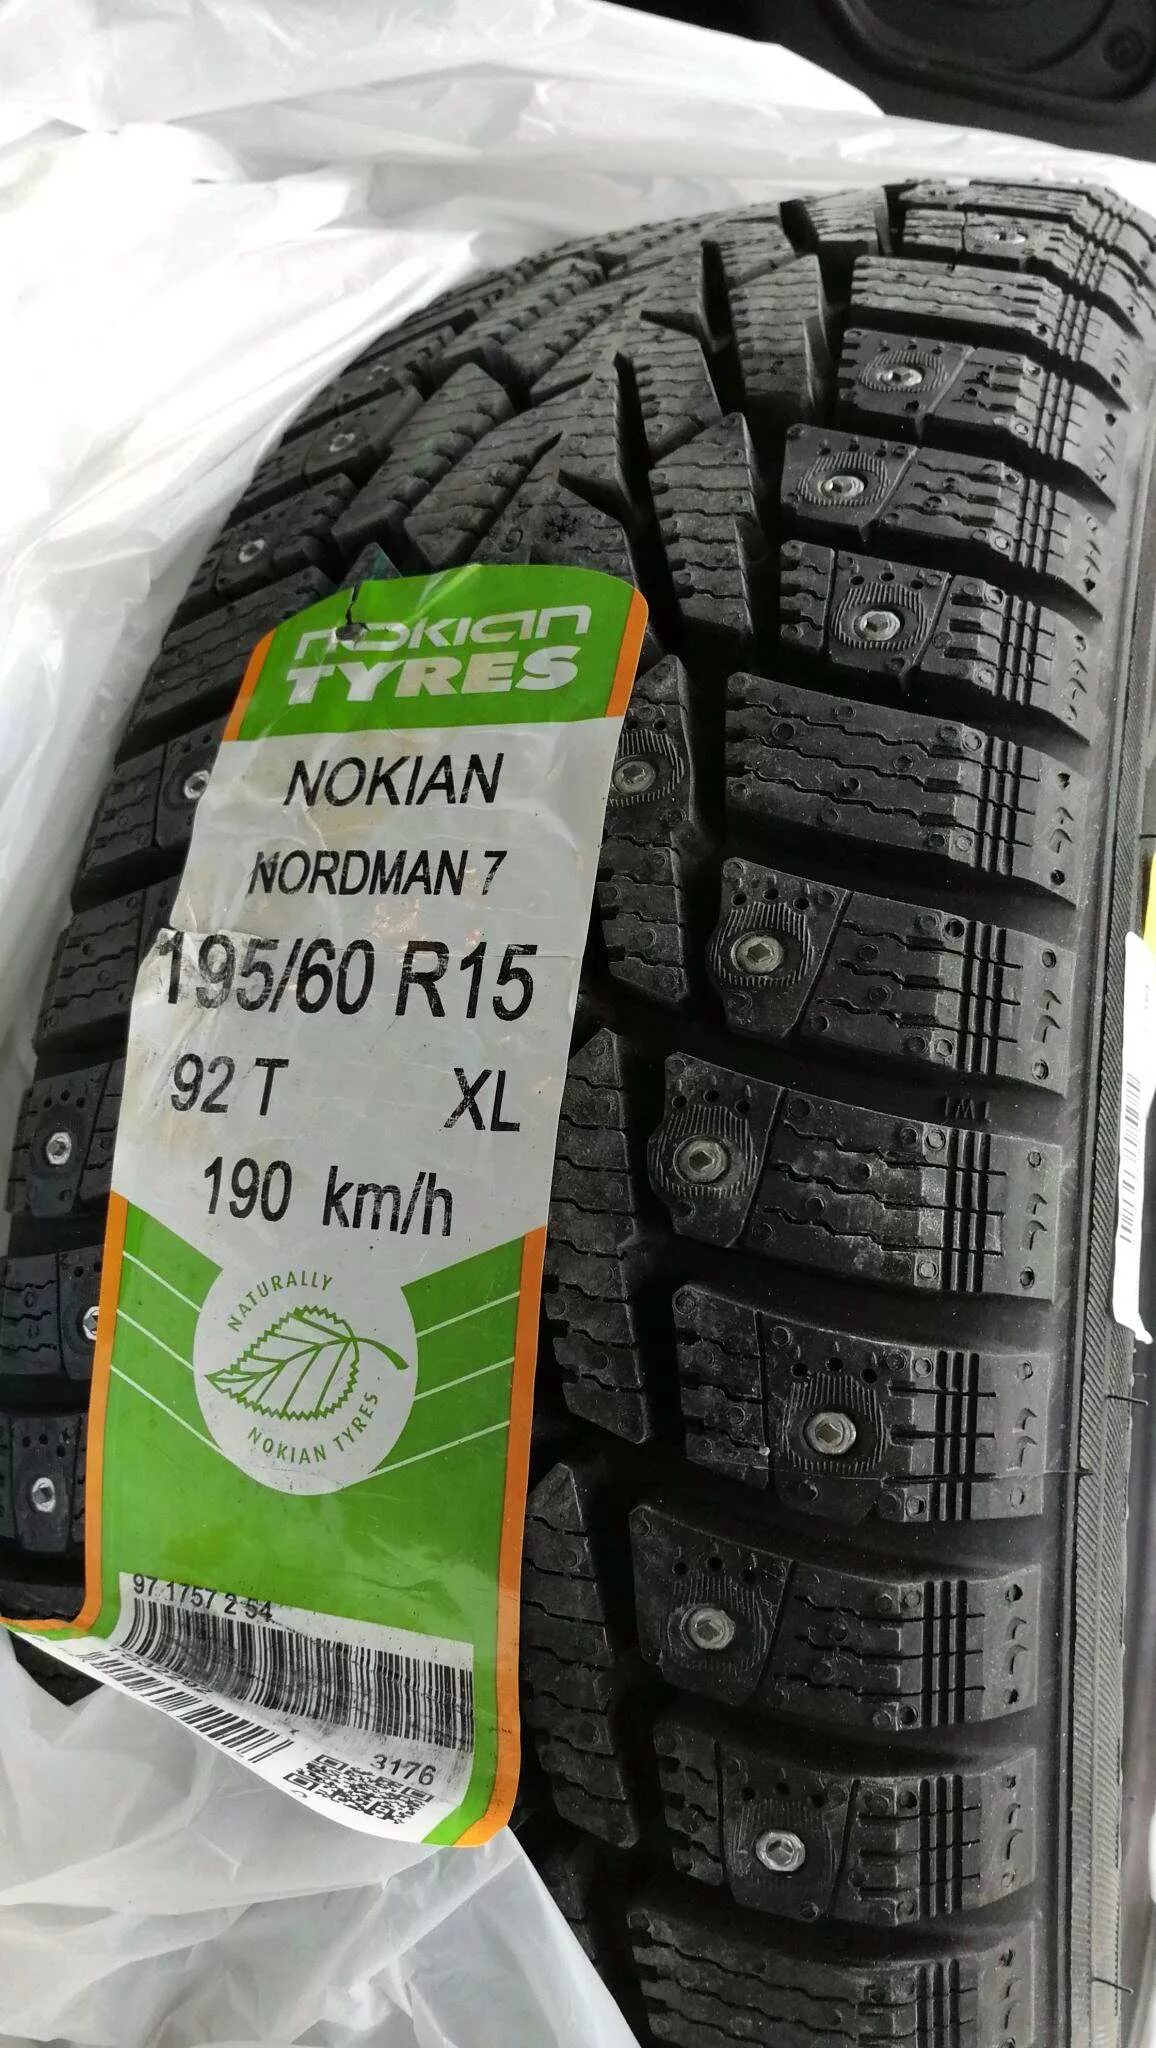 NOKIAN
TYRES
NOKIAN
NORDMAN 7
195/60 R15
92 T XL
190 km/h
NATURALLY
NOKIAN TYRES
97 1757 2 54
3176
TWI